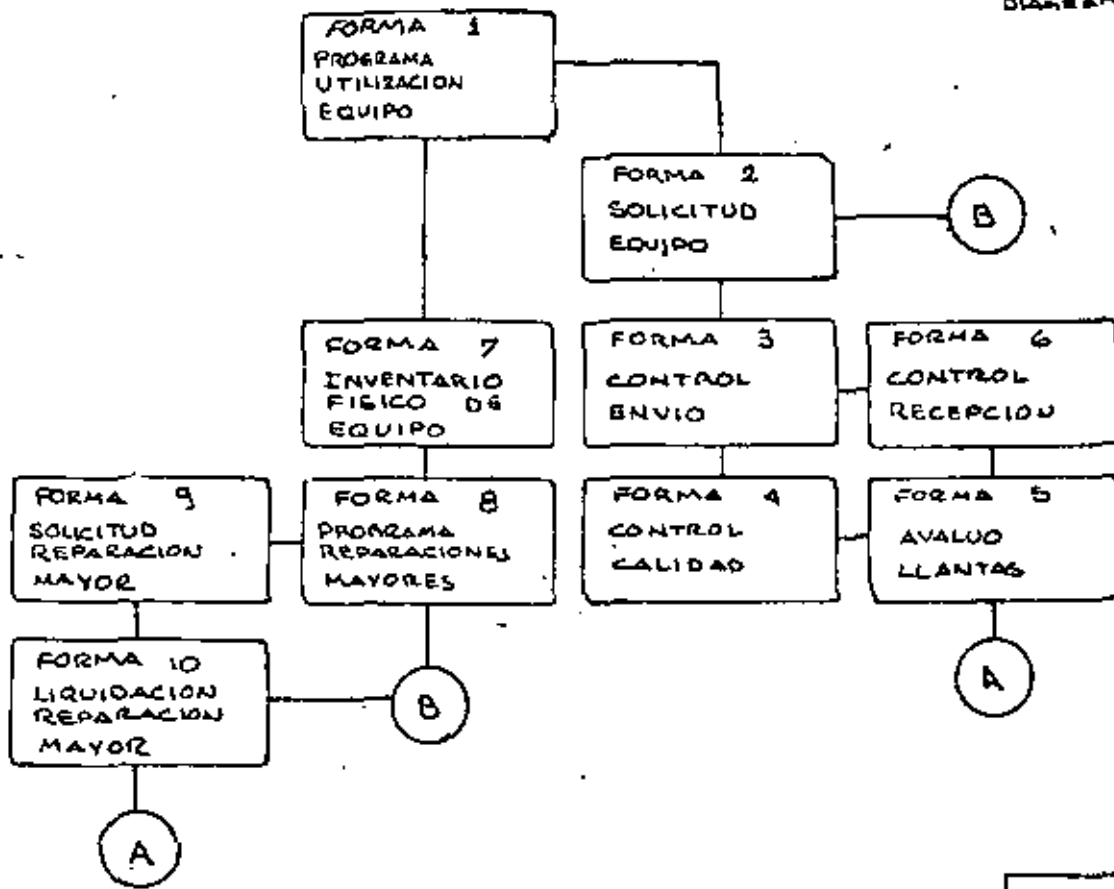 FORMA 1
PROGRAMA
UTILIZACION
EQUIPO
FORMA 2
SOLICITUD
EQUIPO
B
FORMA 7
INVENTARIO
FISICO DE
EQUIPO
FORMA 3
CONTROL
ENVIO
FORMA 6
CONTROL
RECEPCION
FORMA 9
SOLICITUD
REPARACION
MAYOR
FORMA 8
PROGRAMA
REPARACIONES
MAYORES
FORMA 4
CONTROL
CALIDAD
FORMA 5
AVALUO
LLANTAS
FORMA 10
LIQUIDACION
REPARACION
MAYOR
B
A
A